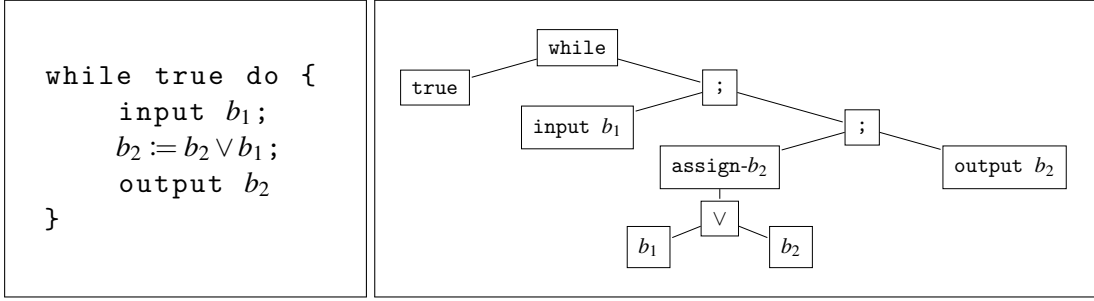 while true do {
input b₁;
b₂ := b₂ ∨ b₁;
output b₂
}
while
true
;
input b₁
;
assign-b₂
output b₂
∨
b₁
b₂